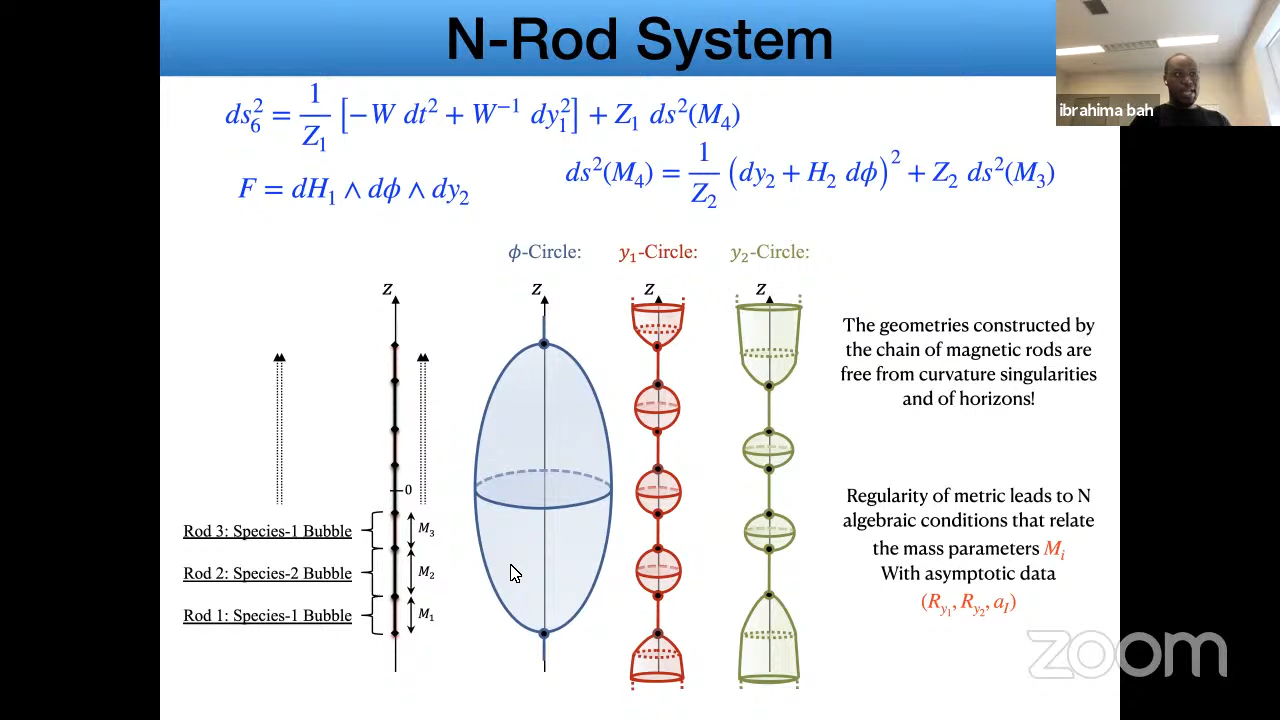 N-Rod System
ibrahima bah
ds₆² = 1/Z₁ [−W dt² + W⁻¹ dy₁²] + Z₁ ds²(M₄)
ds²(M₄) = 1/Z₂ (dy₂ + H₂ dϕ)² + Z₂ ds²(M₃)
F = dH₁ ∧ dϕ ∧ dy₂
ϕ-Circle:
y₁-Circle:
y₂-Circle:
z
z
z
z
The geometries constructed by
the chain of magnetic rods are
free from curvature singularities
and of horizons!
0
Rod 3: Species-1 Bubble
M₃
Rod 2: Species-2 Bubble
M₂
Rod 1: Species-1 Bubble
M₁
Regularity of metric leads to N
algebraic conditions that relate
the mass parameters Mᵢ
With asymptotic data
(R_y₁, R_y₂, a_I)
zoom